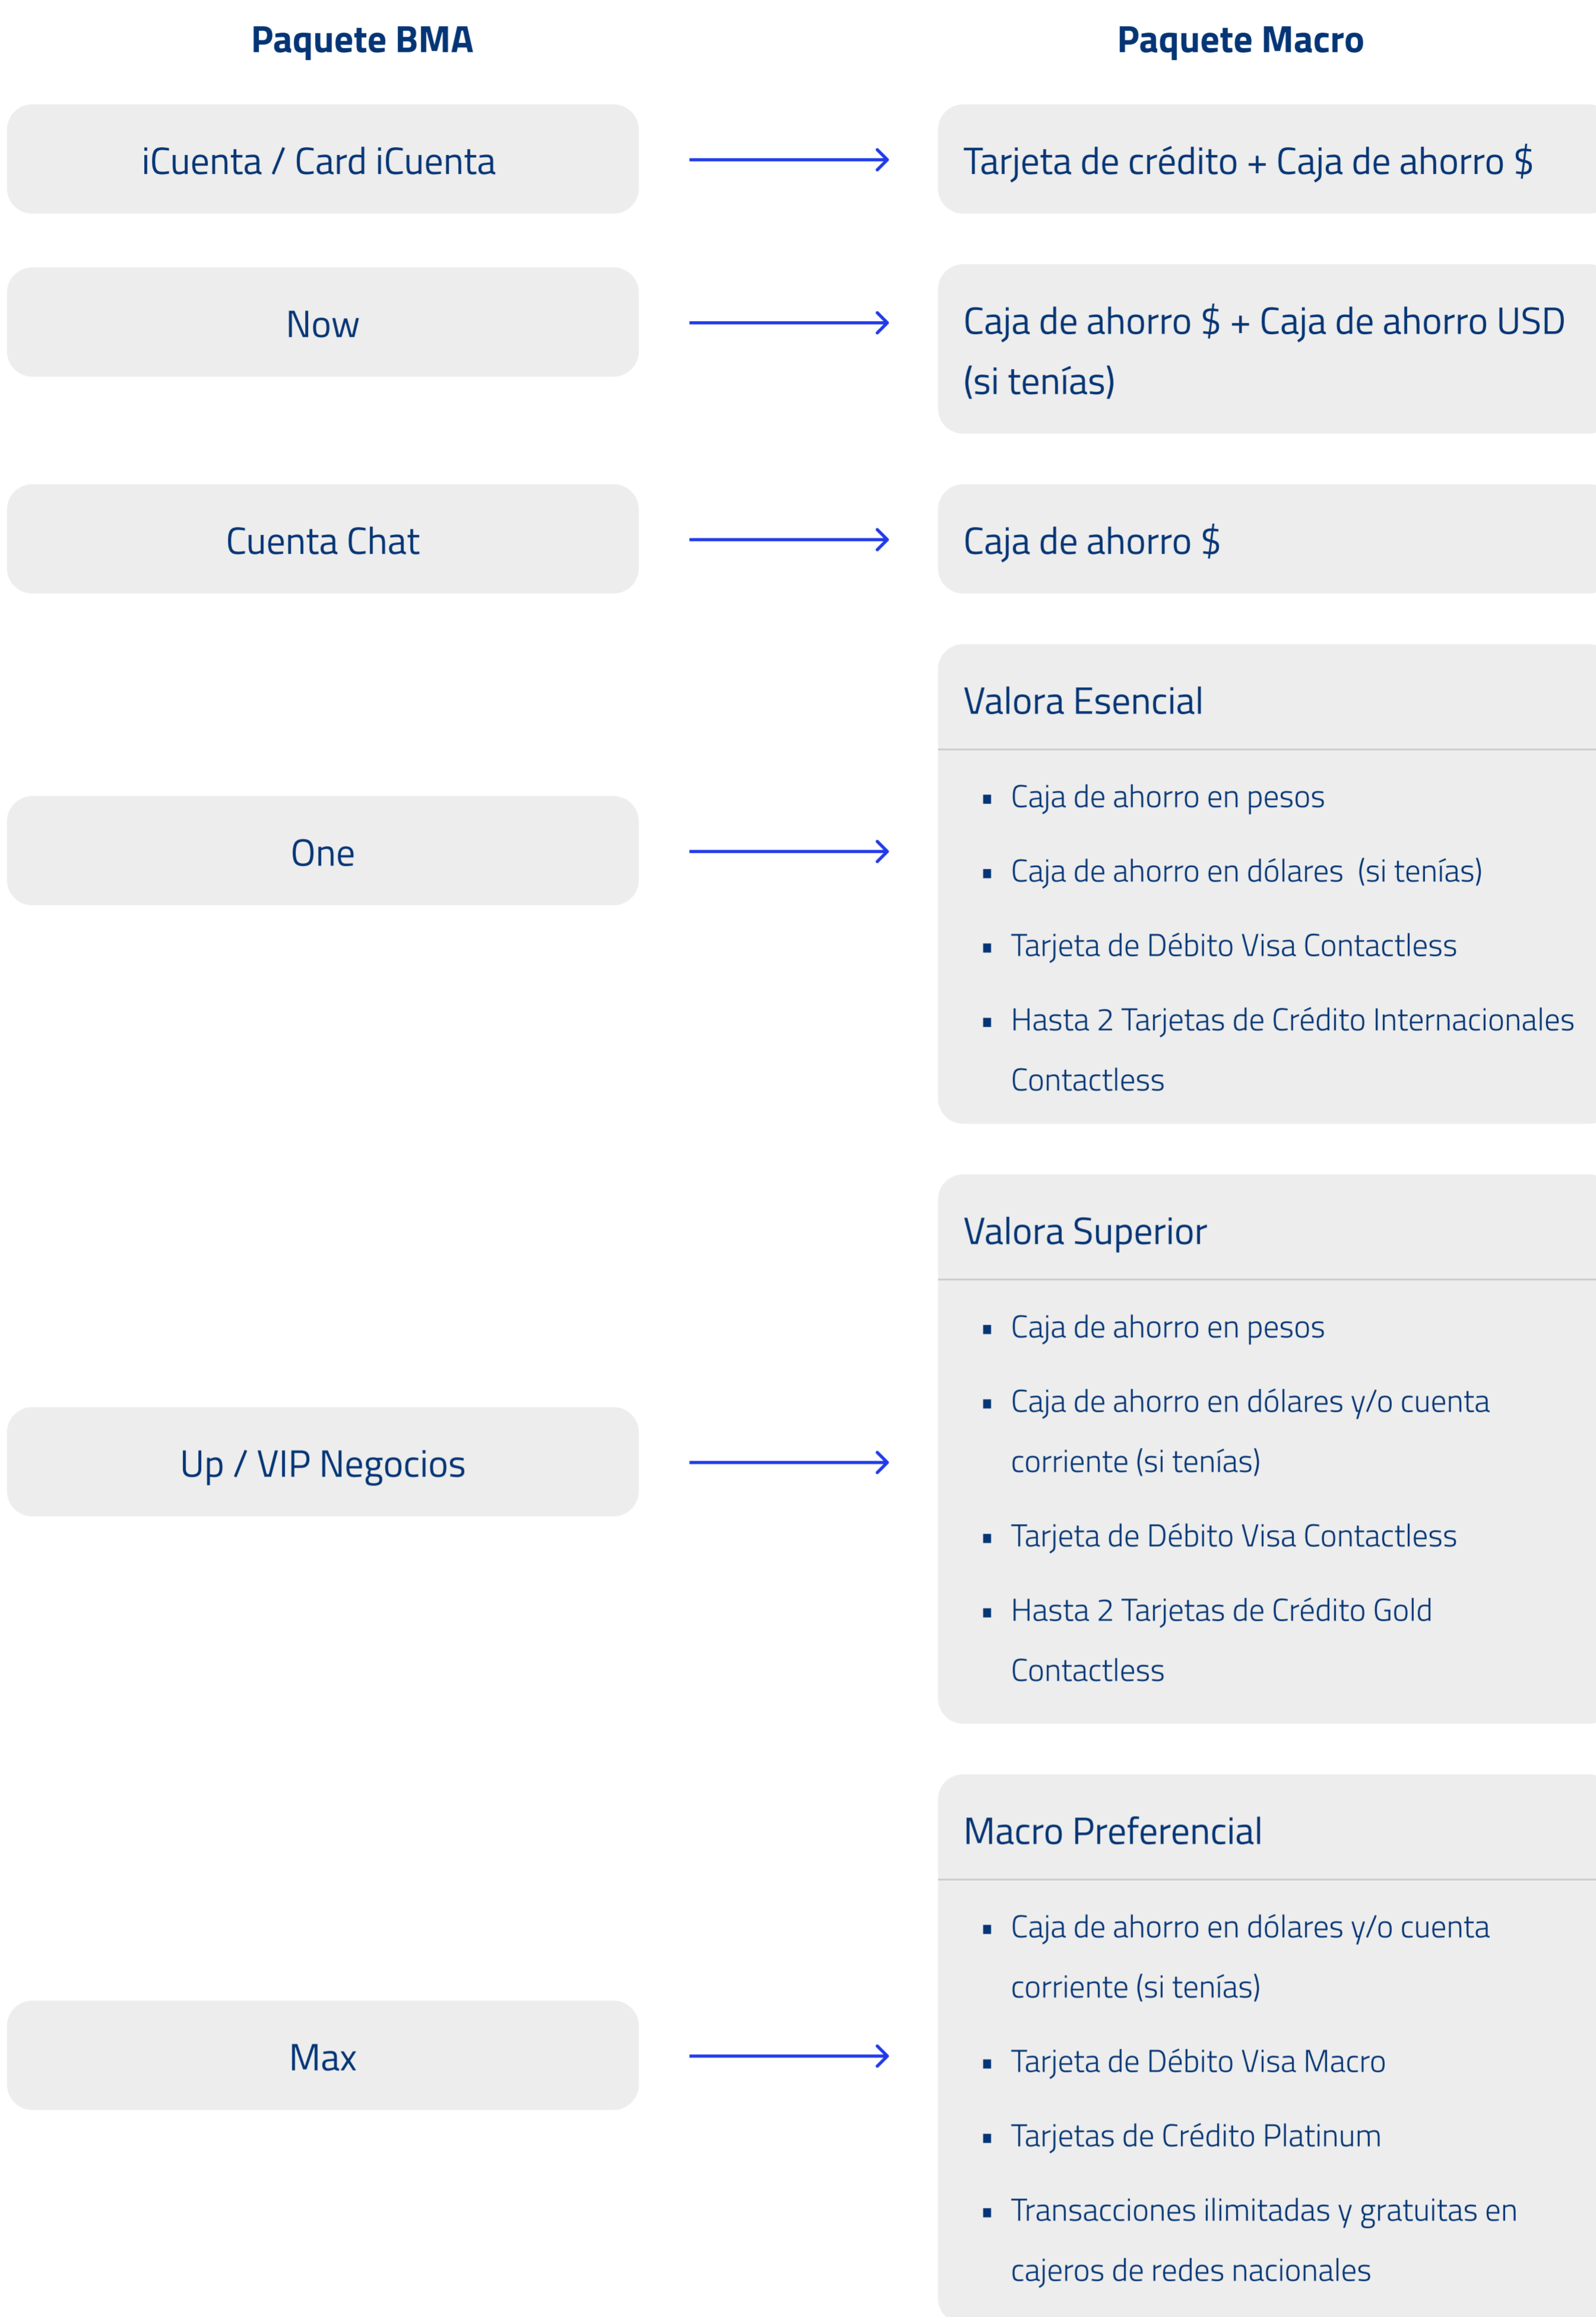 Paquete BMA
Paquete Macro
iCuenta / Card iCuenta
Tarjeta de crédito + Caja de ahorro $
Now
Caja de ahorro $ + Caja de ahorro USD
(si tenías)
Cuenta Chat
Caja de ahorro $
One
Valora Esencial
▪ Caja de ahorro en pesos
▪ Caja de ahorro en dólares (si tenías)
▪ Tarjeta de Débito Visa Contactless
▪ Hasta 2 Tarjetas de Crédito Internacionales
Contactless
Up / VIP Negocios
Valora Superior
▪ Caja de ahorro en pesos
▪ Caja de ahorro en dólares y/o cuenta
corriente (si tenías)
▪ Tarjeta de Débito Visa Contactless
▪ Hasta 2 Tarjetas de Crédito Gold
Contactless
Max
Macro Preferencial
▪ Caja de ahorro en dólares y/o cuenta
corriente (si tenías)
▪ Tarjeta de Débito Visa Macro
▪ Tarjetas de Crédito Platinum
▪ Transacciones ilimitadas y gratuitas en
cajeros de redes nacionales